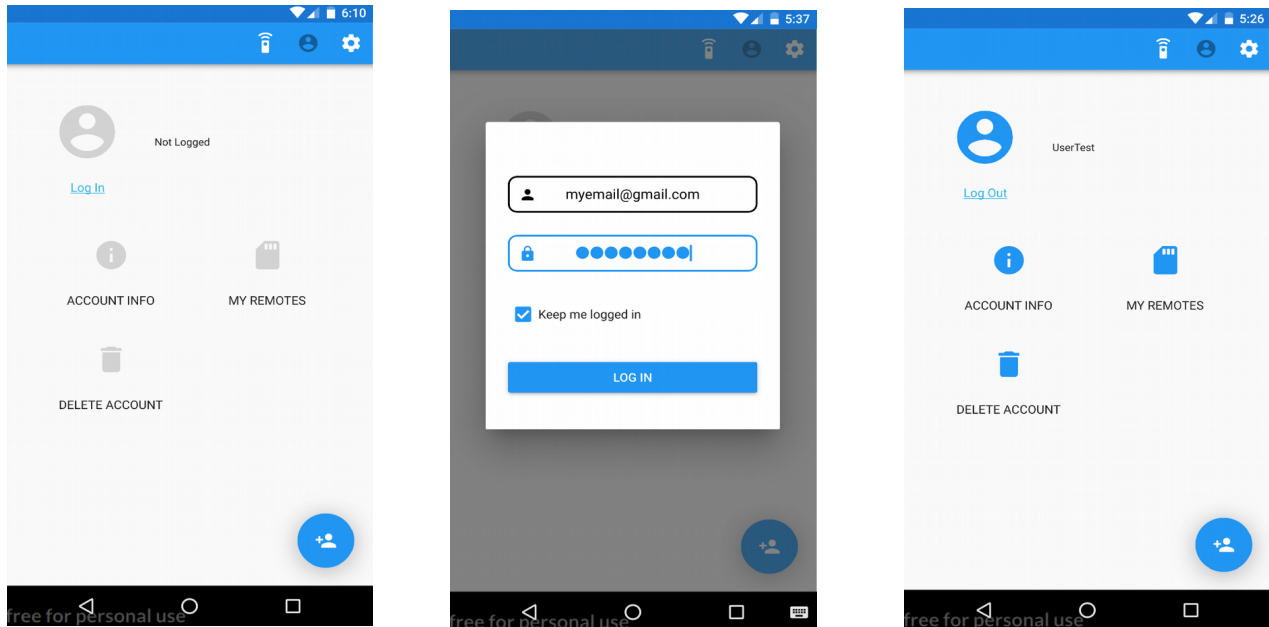 6:10
Not Logged
Log In
ACCOUNT INFO
MY REMOTES
DELETE ACCOUNT
free for personal use
5:37
myemail@gmail.com
Keep me logged in
LOG IN
free for personal use
5:26
UserTest
Log Out
ACCOUNT INFO
MY REMOTES
DELETE ACCOUNT
free for personal use